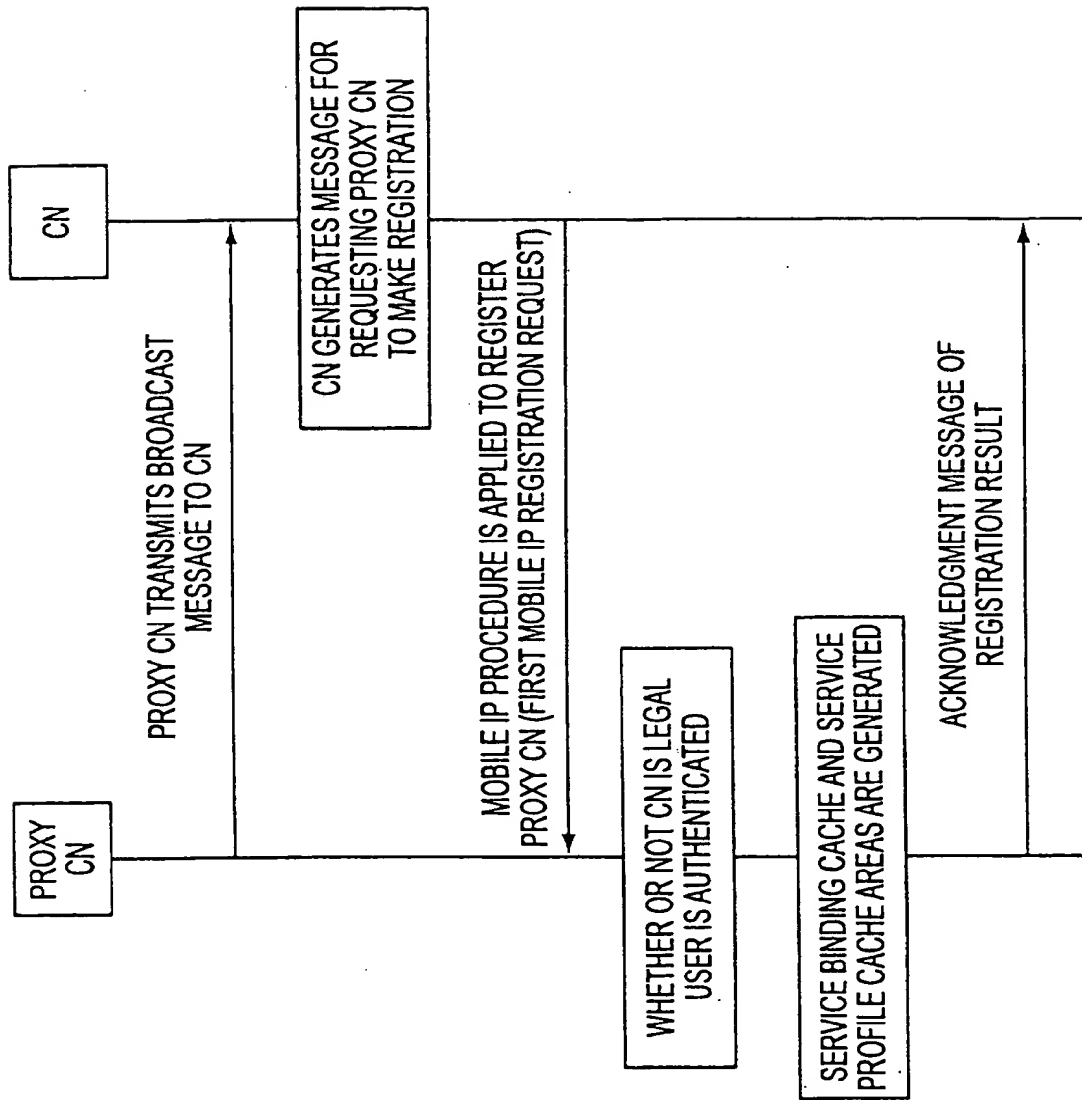 PROXY
CN
CN
PROXY CN TRANSMITS BROADCAST
MESSAGE TO CN
CN GENERATES MESSAGE FOR
REQUESTING PROXY CN
TO MAKE REGISTRATION
MOBILE IP PROCEDURE IS APPLIED TO REGISTER
PROXY CN (FIRST MOBILE IP REGISTRATION REQUEST)
WHETHER OR NOT CN IS LEGAL
USER IS AUTHENTICATED
SERVICE BINDING CACHE AND SERVICE
PROFILE CACHE AREAS ARE GENERATED
ACKNOWLEDGMENT MESSAGE OF
REGISTRATION RESULT